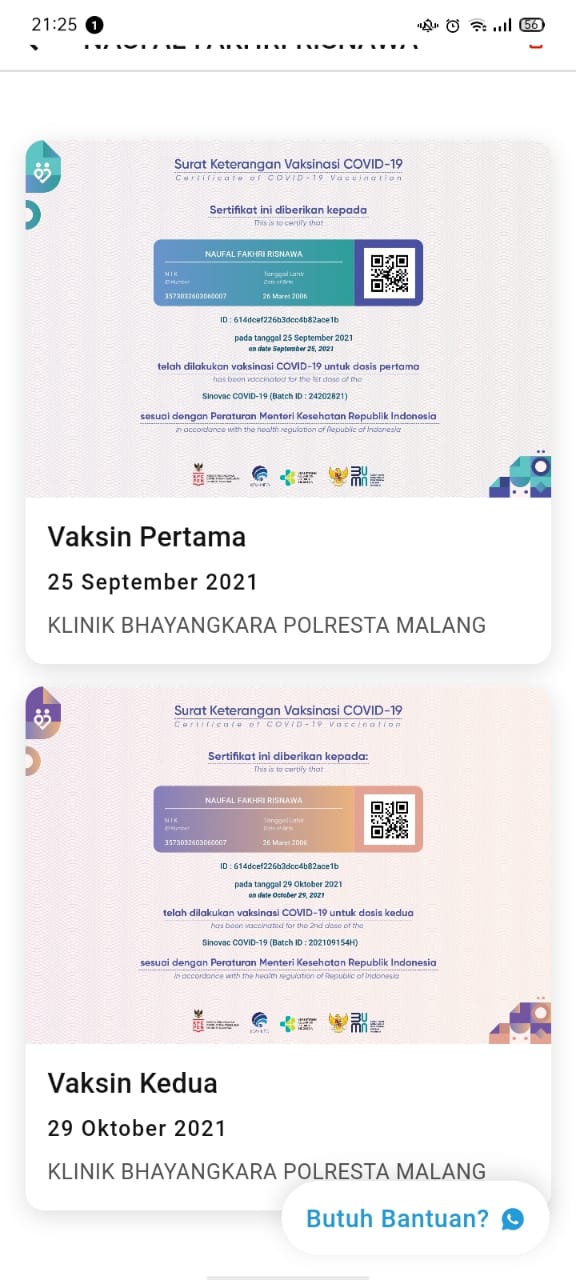 21:25 1 56
NAUFAL FAKHRI RISNAWA
Surat Keterangan Vaksinasi COVID-19
Certificate of COVID-19 Vaccination
Sertifikat ini diberikan kepada
This is to certify that
NAUFAL FAKHRI RISNAWA
NIK Tanggal Lahir
ID Number Date of Birth
3573032603060007 26 Maret 2006
ID : 614dcef226b3dcc4b82ace1b
pada tanggal 25 September 2021
on date September 25, 2021
telah dilakukan vaksinasi COVID-19 untuk dosis pertama
has been vaccinated for the 1st dose of the
Sinovac COVID-19 (Batch ID : 24202821)
sesuai dengan Peraturan Menteri Kesehatan Republik Indonesia
in accordance with the health regulation of Republic of Indonesia
Vaksin Pertama
25 September 2021
KLINIK BHAYANGKARA POLRESTA MALANG
Surat Keterangan Vaksinasi COVID-19
Certificate of COVID-19 Vaccination
Sertifikat ini diberikan kepada:
This is to certify that
NAUFAL FAKHRI RISNAWA
NIK Tanggal Lahir
ID Number Date of Birth
3573032603060007 26 Maret 2006
ID : 614dcef226b3dcc4b82ace1b
pada tanggal 29 Oktober 2021
on date October 29, 2021
telah dilakukan vaksinasi COVID-19 untuk dosis kedua
has been vaccinated for the 2nd dose of the
Sinovac COVID-19 (Batch ID : 202109154H)
sesuai dengan Peraturan Menteri Kesehatan Republik Indonesia
in accordance with the health regulation of Republic of Indonesia
Vaksin Kedua
29 Oktober 2021
KLINIK BHAYANGKARA POLRESTA MALANG
Butuh Bantuan?